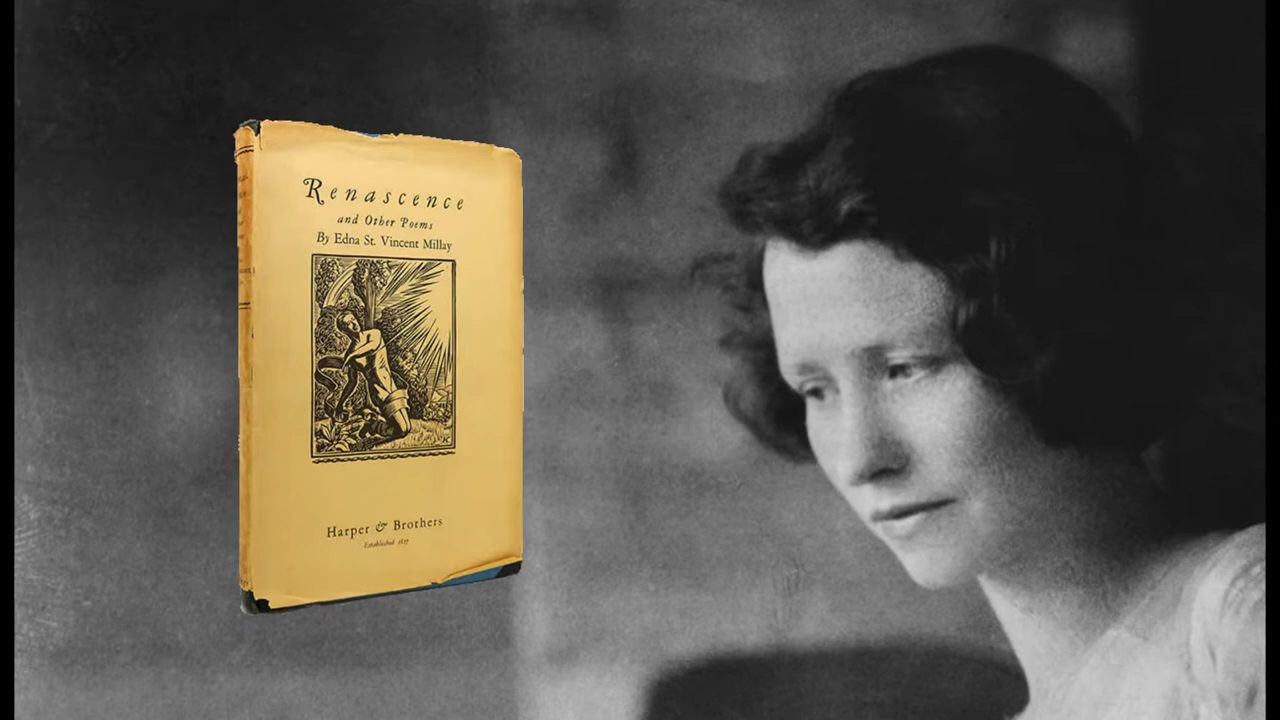 Renascence
and Other Poems
By Edna St. Vincent Millay
Harper & Brothers
Established 1817